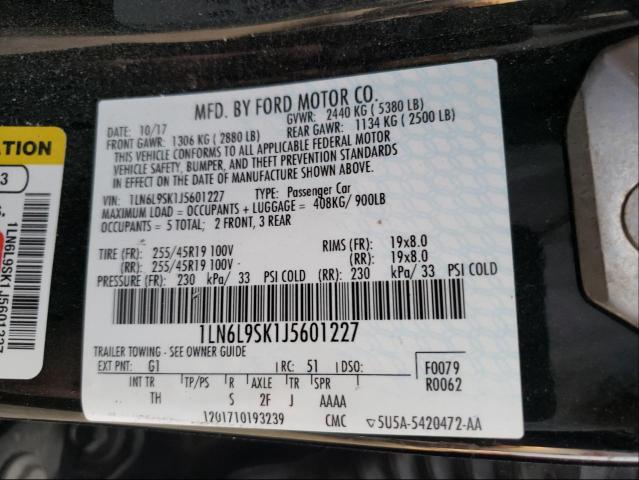 MFD. BY FORD MOTOR CO.
DATE: 10/17 GVWR: 2440 KG ( 5380 LB)
FRONT GAWR: 1306 KG ( 2880 LB) REAR GAWR: 1134 KG ( 2500 LB)
THIS VEHICLE CONFORMS TO ALL APPLICABLE FEDERAL MOTOR
VEHICLE SAFETY, BUMPER, AND THEFT PREVENTION STANDARDS
IN EFFECT ON THE DATE OF MANUFACTURE SHOWN ABOVE.
VIN: 1LN6L9SK1J5601227 TYPE: Passenger Car
MAXIMUM LOAD = OCCUPANTS + LUGGAGE = 408KG/ 900LB
OCCUPANTS = 5 TOTAL; 2 FRONT, 3 REAR
TIRE (FR): 255/45R19 100V RIMS (FR): 19x8.0
(RR): 255/45R19 100V (RR): 19x8.0
PRESSURE (FR): 230 kPa/ 33 PSI COLD (RR): 230 kPa/ 33 PSI COLD
1LN6L9SK1J5601227
TRAILER TOWING - SEE OWNER GUIDE
EXT PNT: G1 RC: 51 DSO: F0079
R0062
INT TR TP/PS R AXLE TR SPR
TH S 2F J AAAA
1201710193239 CMC 5U5A-5420472-AA
ATION
3
1LN6L9SK1J5601227